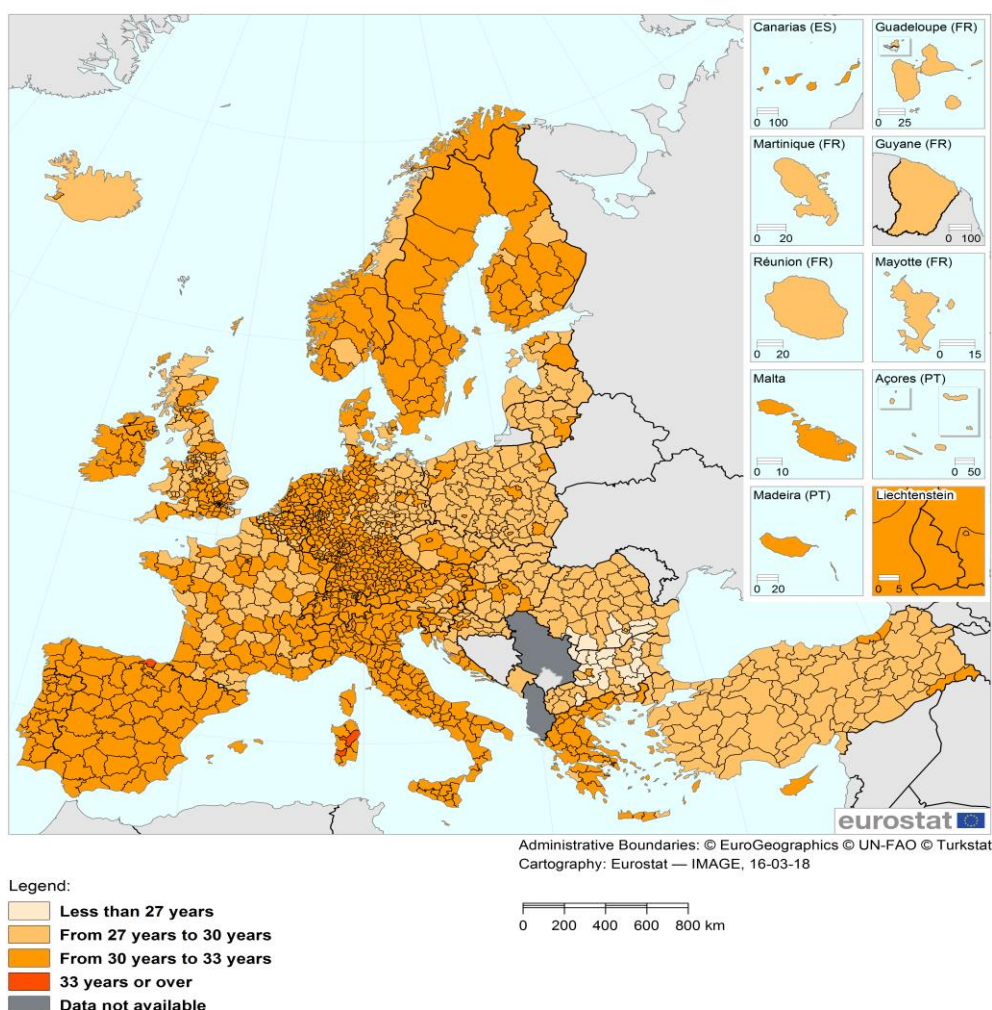 Canarias (ES)
0 100
Guadeloupe (FR)
0 25
Martinique (FR)
0 20
Guyane (FR)
0 100
Réunion (FR)
0 20
Mayotte (FR)
0 15
Malta
0 10
Açores (PT)
0 50
Madeira (PT)
0 20
Liechtenstein
0 5
eurostat
Administrative Boundaries: © EuroGeographics © UN-FAO © Turkstat
Cartography: Eurostat — IMAGE, 16-03-18
Legend:
Less than 27 years
From 27 years to 30 years
From 30 years to 33 years
33 years or over
Data not available
0 200 400 600 800 km